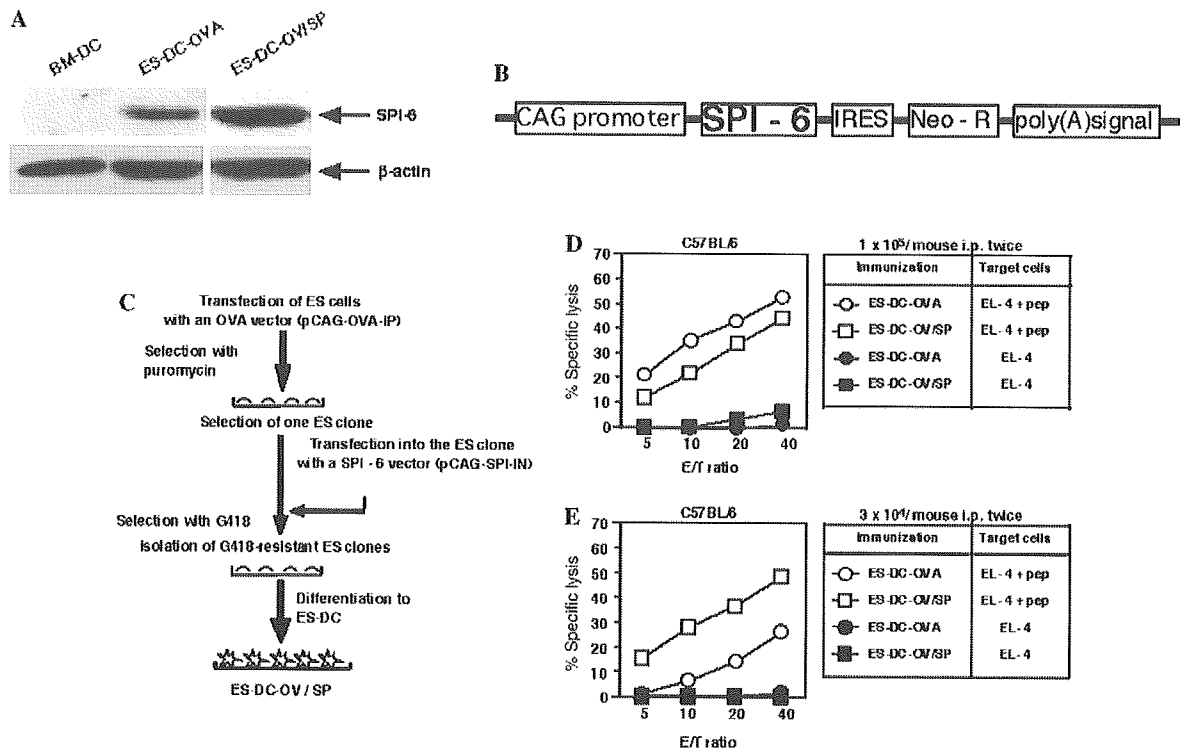 A
BM-DC
ES-DC-OVA
ES-DC-OV/SP
SPI-6
β-actin
B
CAG promoter
SPI - 6
IRES
Neo - R
poly(A)signal
C
Transfection of ES cells
with an OVA vector (pCAG-OVA-IP)
Selection with
puromycin
Selection of one ES clone
Transfection into the ES clone
with a SPI - 6 vector (pCAG-SPI-IN)
Selection with G418
Isolation of G418-resistant ES clones
Differentiation to
ES-DC
ES-DC-OV / SP
D
C57BL/6
% Specific lysis
70
60
50
40
30
20
10
0
5 10 20 40
E/T ratio
1 x 10⁵/ mouse i.p. twice
Immunization Target cells
ES-DC-OVA EL- 4 + pep
ES-DC-OV/SP EL- 4 + pep
ES-DC-OVA EL- 4
ES-DC-OV/SP EL- 4
E
C57BL/6
% Specific lysis
70
60
50
40
30
20
10
0
5 10 20 40
E/T ratio
3 x 10⁴/ mouse i.p. twice
Immunization Target cells
ES-DC-OVA EL- 4 + pep
ES-DC-OV/SP EL- 4 + pep
ES-DC-OVA EL- 4
ES-DC-OV/SP EL- 4